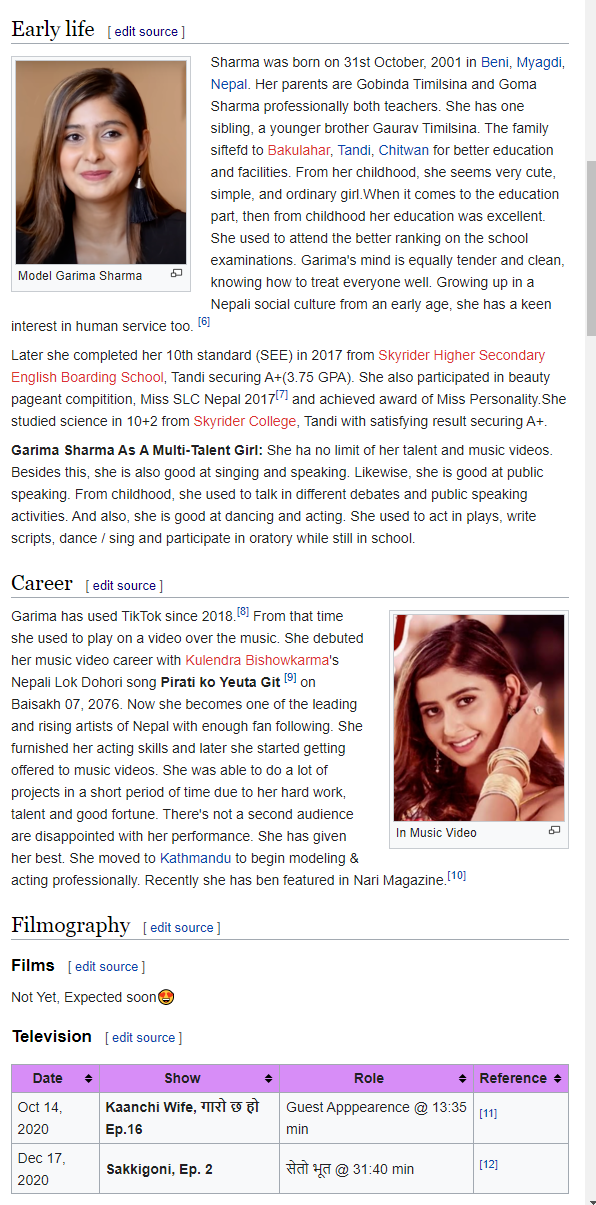 Early life [ edit source ]
Sharma was born on 31st October, 2001 in Beni, Myagdi,
Nepal. Her parents are Gobinda Timilsina and Goma
Sharma professionally both teachers. She has one
sibling, a younger brother Gaurav Timilsina. The family
siftefd to Bakulahar, Tandi, Chitwan for better education
and facilities. From her childhood, she seems very cute,
simple, and ordinary girl.When it comes to the education
part, then from childhood her education was excellent.
She used to attend the better ranking on the school
examinations. Garima's mind is equally tender and clean,
knowing how to treat everyone well. Growing up in a
Nepali social culture from an early age, she has a keen
interest in human service too. [6]
Model Garima Sharma
Later she completed her 10th standard (SEE) in 2017 from Skyrider Higher Secondary
English Boarding School, Tandi securing A+(3.75 GPA). She also participated in beauty
pageant compitition, Miss SLC Nepal 2017[7] and achieved award of Miss Personality.She
studied science in 10+2 from Skyrider College, Tandi with satisfying result securing A+.
Garima Sharma As A Multi-Talent Girl: She ha no limit of her talent and music videos.
Besides this, she is also good at singing and speaking. Likewise, she is good at public
speaking. From childhood, she used to talk in different debates and public speaking
activities. And also, she is good at dancing and acting. She used to act in plays, write
scripts, dance / sing and participate in oratory while still in school.
Career [ edit source ]
Garima has used TikTok since 2018.[8] From that time
she used to play on a video over the music. She debuted
her music video career with Kulendra Bishowkarma's
Nepali Lok Dohori song Pirati ko Yeuta Git [9] on
Baisakh 07, 2076. Now she becomes one of the leading
and rising artists of Nepal with enough fan following. She
furnished her acting skills and later she started getting
offered to music videos. She was able to do a lot of
projects in a short period of time due to her hard work,
talent and good fortune. There's not a second audience
are disappointed with her performance. She has given
her best. She moved to Kathmandu to begin modeling &
acting professionally. Recently she has ben featured in Nari Magazine.[10]
In Music Video
Filmography [ edit source ]
Films [ edit source ]
Not Yet, Expected soon😍
Television [ edit source ]
Date Show Role Reference
Oct 14, 2020 Kaanchi Wife, गारो छ हो Ep.16 Guest Apppearence @ 13:35 min [11]
Dec 17, 2020 Sakkigoni, Ep. 2 सेतो भूत @ 31:40 min [12]